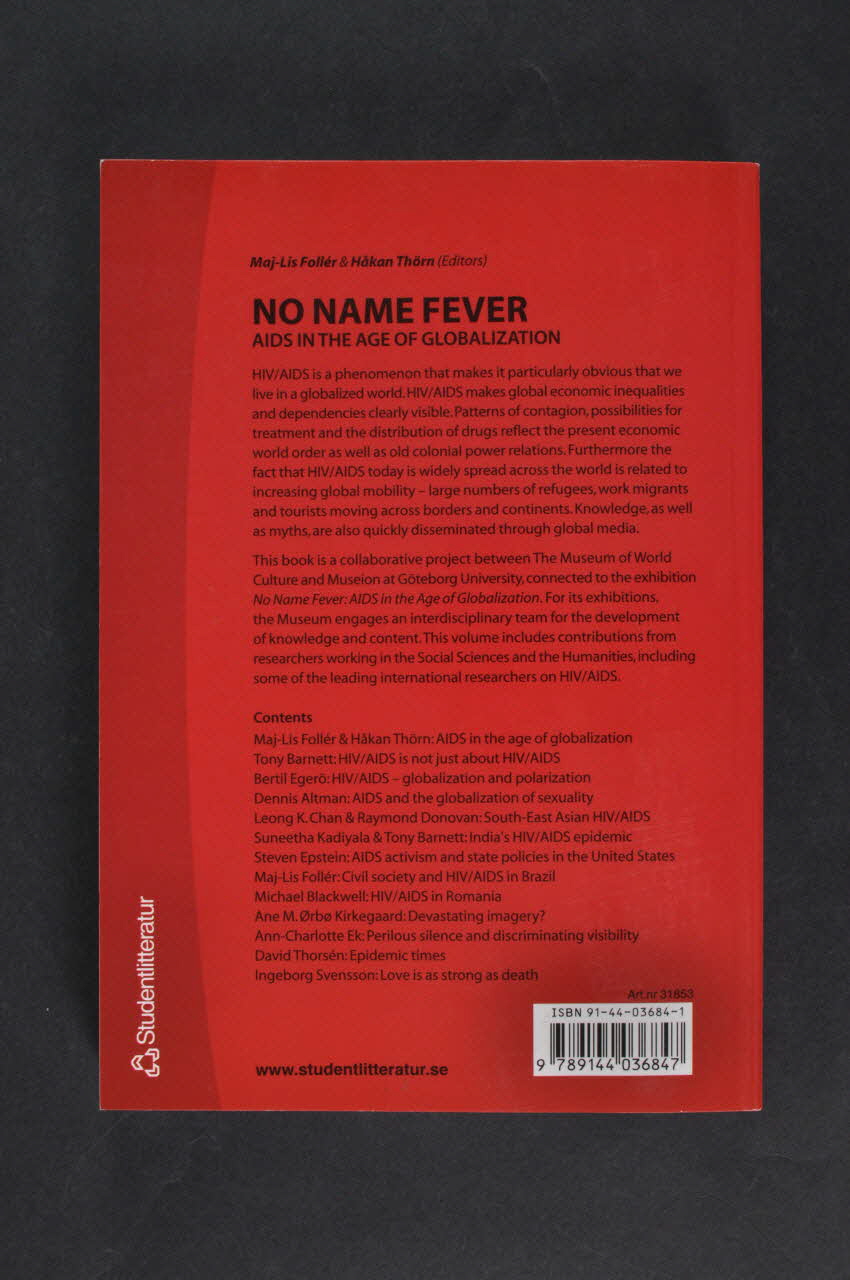 Maj-Lis Follér & Håkan Thörn (Editors)
NO NAME FEVER
AIDS IN THE AGE OF GLOBALIZATION
HIV/AIDS is a phenomenon that makes it particularly obvious that we
live in a globalized world. HIV/AIDS makes global economic inequalities
and dependencies clearly visible. Patterns of contagion, possibilities for
treatment and the distribution of drugs reflect the present economic
world order as well as old colonial power relations. Furthermore the
fact that HIV/AIDS today is widely spread across the world is related to
increasing global mobility – large numbers of refugees, work migrants
and tourists moving across borders and continents. Knowledge, as well
as myths, are also quickly disseminated through global media.
This book is a collaborative project between The Museum of World
Culture and Museion at Göteborg University, connected to the exhibition
No Name Fever: AIDS in the Age of Globalization. For its exhibitions,
the Museum engages an interdisciplinary team for the development
of knowledge and content. This volume includes contributions from
researchers working in the Social Sciences and the Humanities, including
some of the leading international researchers on HIV/AIDS.
Contents
Maj-Lis Follér & Håkan Thörn: AIDS in the age of globalization
Tony Barnett: HIV/AIDS is not just about HIV/AIDS
Bertil Egerö: HIV/AIDS – globalization and polarization
Dennis Altman: AIDS and the globalization of sexuality
Leong K. Chan & Raymond Donovan: South-East Asian HIV/AIDS
Suneetha Kadiyala & Tony Barnett: India's HIV/AIDS epidemic
Steven Epstein: AIDS activism and state policies in the United States
Maj-Lis Follér: Civil society and HIV/AIDS in Brazil
Michael Blackwell: HIV/AIDS in Romania
Ane M. Ørbø Kirkegaard: Devastating imagery?
Ann-Charlotte Ek: Perilous silence and discriminating visibility
David Thorsén: Epidemic times
Ingeborg Svensson: Love is as strong as death
Art.nr 31853
ISBN 91-44-03684-1
9 789144 036847
www.studentlitteratur.se
Studentlitteratur